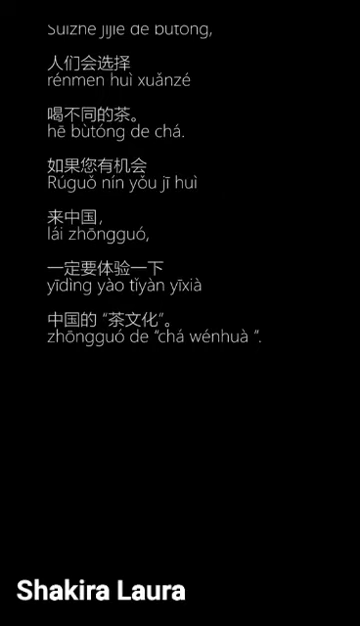 Suízhe jìjié de bùtóng,
人们会选择
rénmen huì xuǎnzé
喝不同的茶。
hē bùtóng de chá.
如果您有机会
Rúguǒ nín yǒu jī huì
来中国,
lái zhōngguó,
一定要体验一下
yīdìng yào tǐyàn yīxià
中国的 “茶文化”。
zhōngguó de “chá wénhuà ”.
Shakira Laura